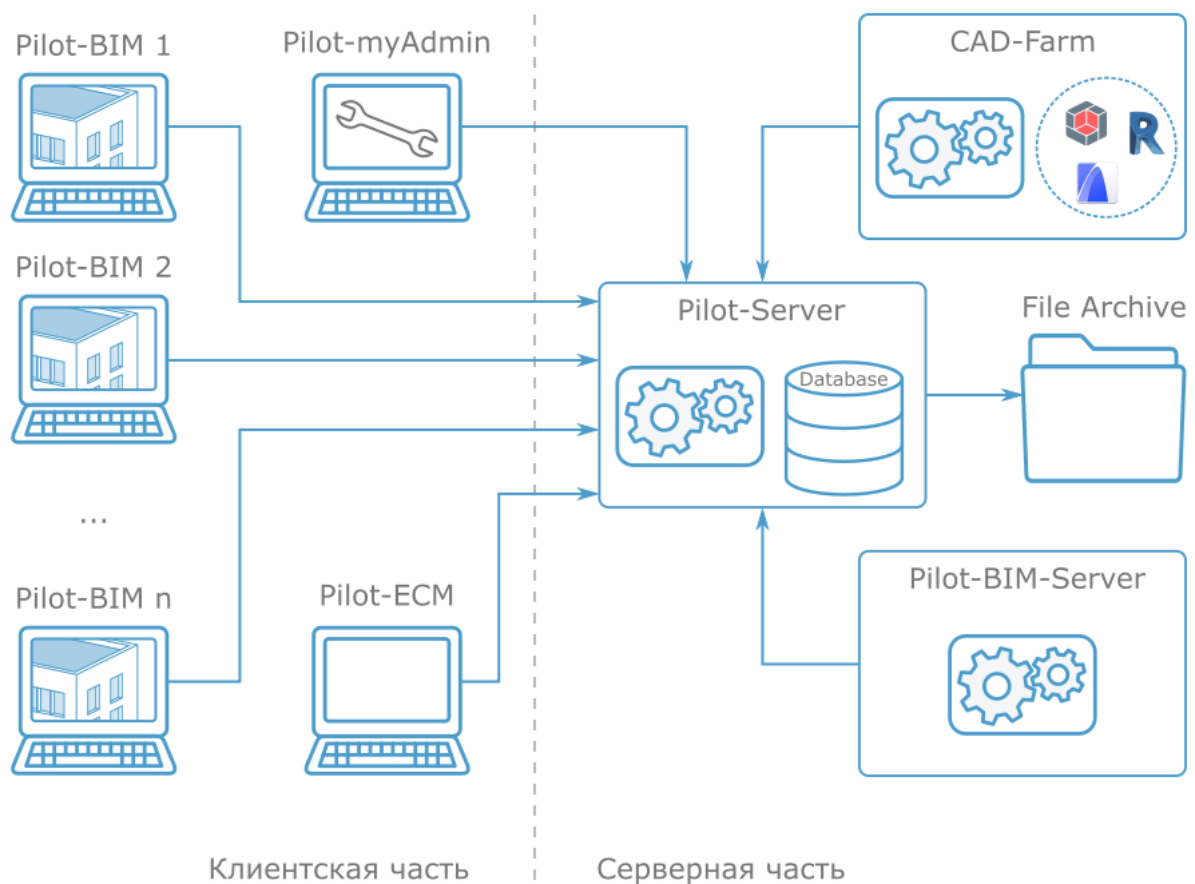 Pilot-BIM 1
Pilot-myAdmin
CAD-Farm
R
Pilot-BIM 2
Pilot-Server
Database
File Archive
...
Pilot-BIM n
Pilot-ECM
Pilot-BIM-Server
Клиентская часть
Серверная часть